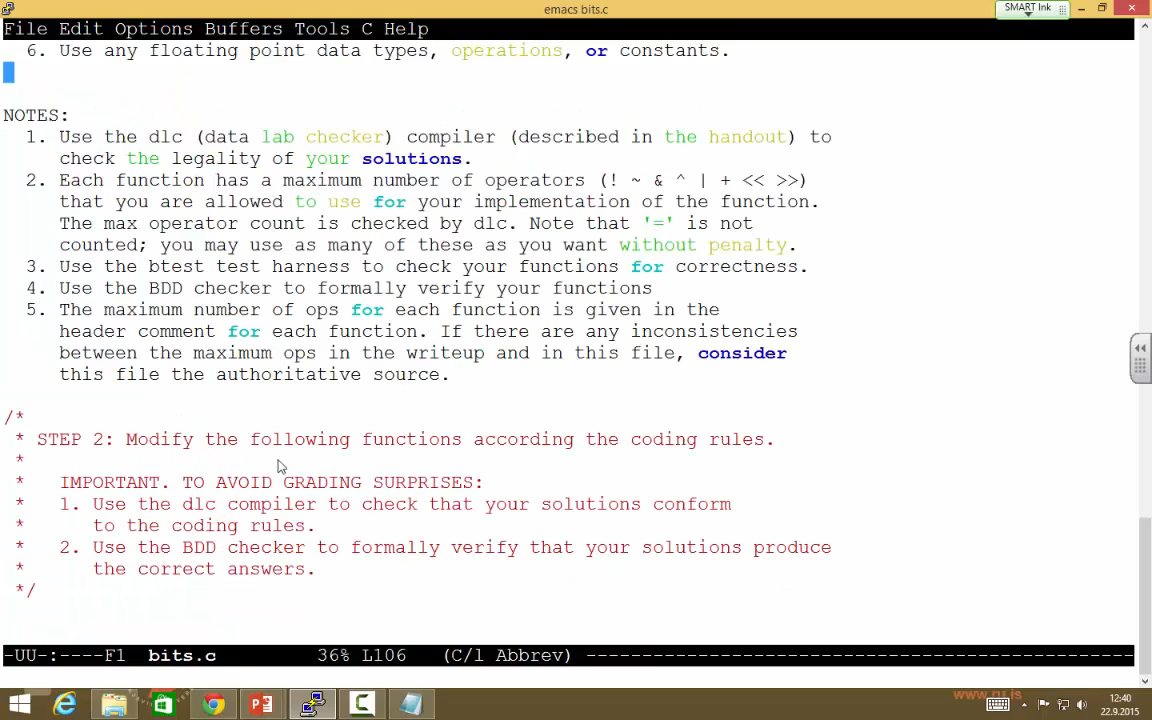 emacs bits.c
SMART Ink
File Edit Options Buffers Tools C Help
6. Use any floating point data types, operations, or constants.
NOTES:
1. Use the dlc (data lab checker) compiler (described in the handout) to
check the legality of your solutions.
2. Each function has a maximum number of operators (! ~ & ^ | + << >>)
that you are allowed to use for your implementation of the function.
The max operator count is checked by dlc. Note that '=' is not
counted; you may use as many of these as you want without penalty.
3. Use the btest test harness to check your functions for correctness.
4. Use the BDD checker to formally verify your functions
5. The maximum number of ops for each function is given in the
header comment for each function. If there are any inconsistencies
between the maximum ops in the writeup and in this file, consider
this file the authoritative source.
/*
* STEP 2: Modify the following functions according the coding rules.
*
* IMPORTANT. TO AVOID GRADING SURPRISES:
* 1. Use the dlc compiler to check that your solutions conform
* to the coding rules.
* 2. Use the BDD checker to formally verify that your solutions produce
* the correct answers.
*/
-UU-:----F1 bits.c 36% L106 (C/l Abbrev) ------------------------------------------------------------
12:40
22.9.2015